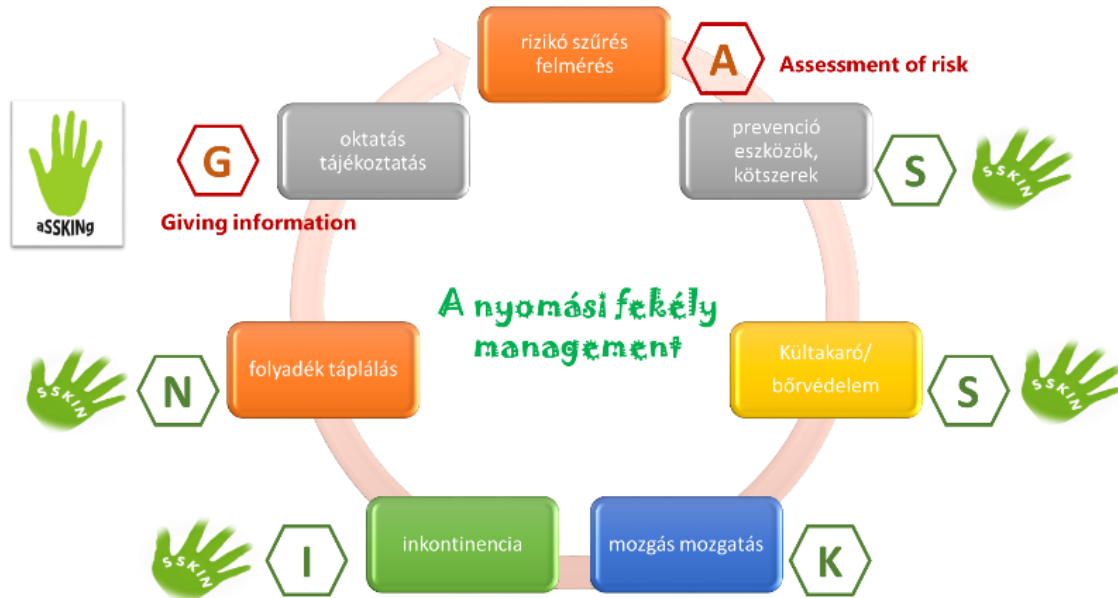 rizikó szűrés
felmérés
A
Assessment of risk
prevenció
eszközök,
kötszerek
S
SSKIN
Kültakaró/
bőrvédelem
S
SSKIN
mozgás mozgatás
K
inkontinencia
I
SSKIN
folyadék táplálás
N
SSKIN
oktatás
tájékoztatás
G
Giving information
aSSKINg
A nyomási fekély
management